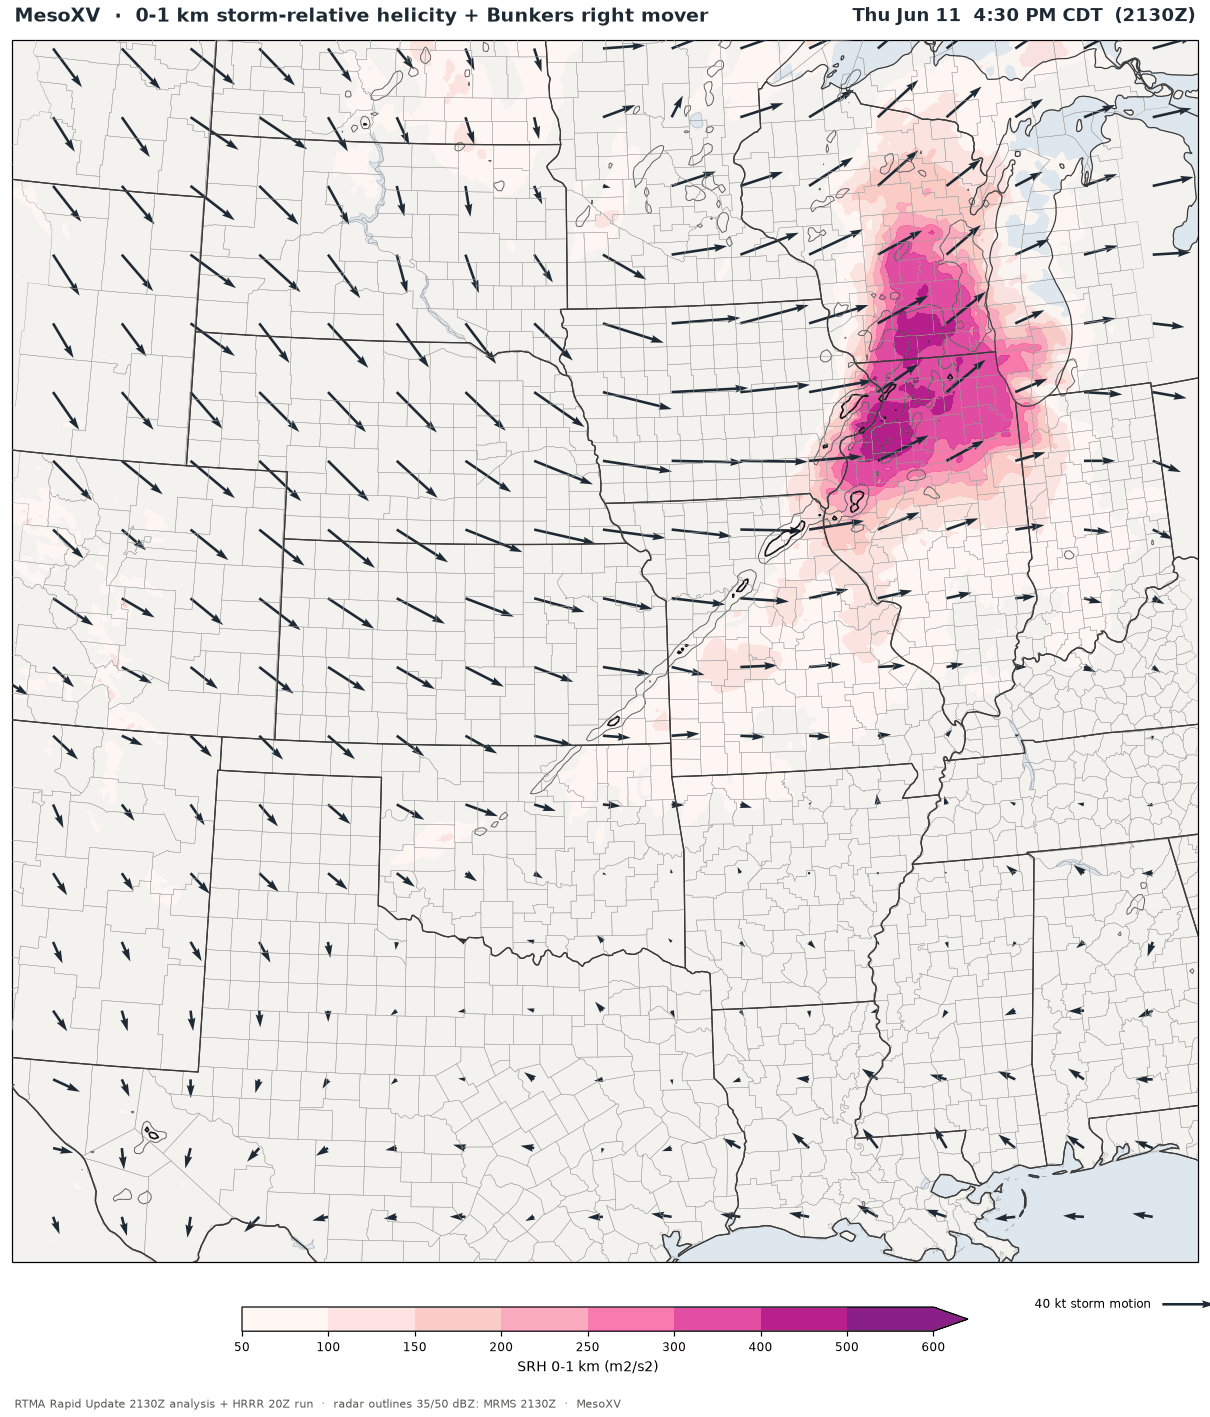 MesoXV · 0-1 km storm-relative helicity + Bunkers right mover
Thu Jun 11 4:30 PM CDT (2130Z)
40 kt storm motion
50 100 150 200 250 300 400 500 600
SRH 0-1 km (m2/s2)
RTMA Rapid Update 2130Z analysis + HRRR 20Z run · radar outlines 35/50 dBZ: MRMS 2130Z · MesoXV